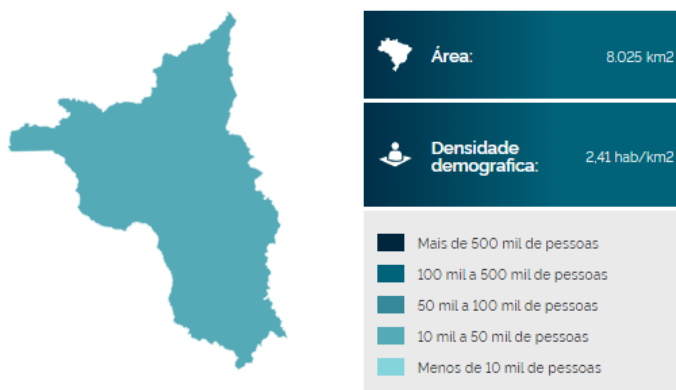 Área: 8.025 km2
Densidade
demografica: 2,41 hab/km2
Mais de 500 mil de pessoas
100 mil a 500 mil de pessoas
50 mil a 100 mil de pessoas
10 mil a 50 mil de pessoas
Menos de 10 mil de pessoas